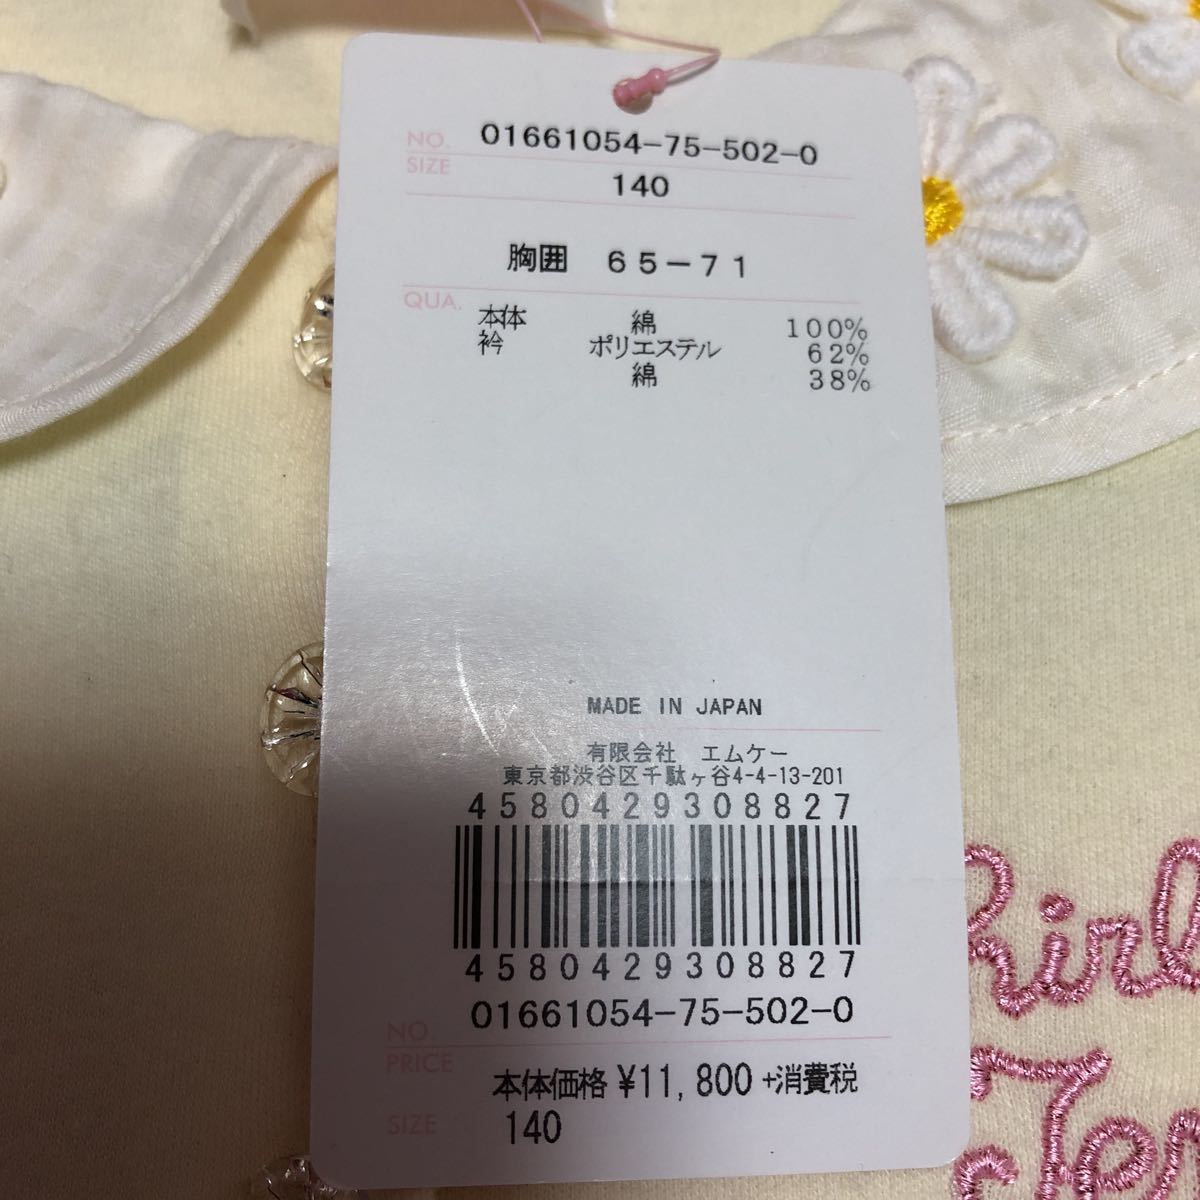 NO. 01661054-75-502-0
SIZE 140
胸囲 65-71
QUA. 本体 綿 100%
衿 ポリエステル 62%
綿 38%
MADE IN JAPAN
有限会社 エムケー
東京都渋谷区千駄ヶ谷4-4-13-201
4580429308827
4580429308827
NO. 01661054-75-502-0
PRICE 本体価格 ¥11,800 +消費税
SIZE 140
hirl
Tem